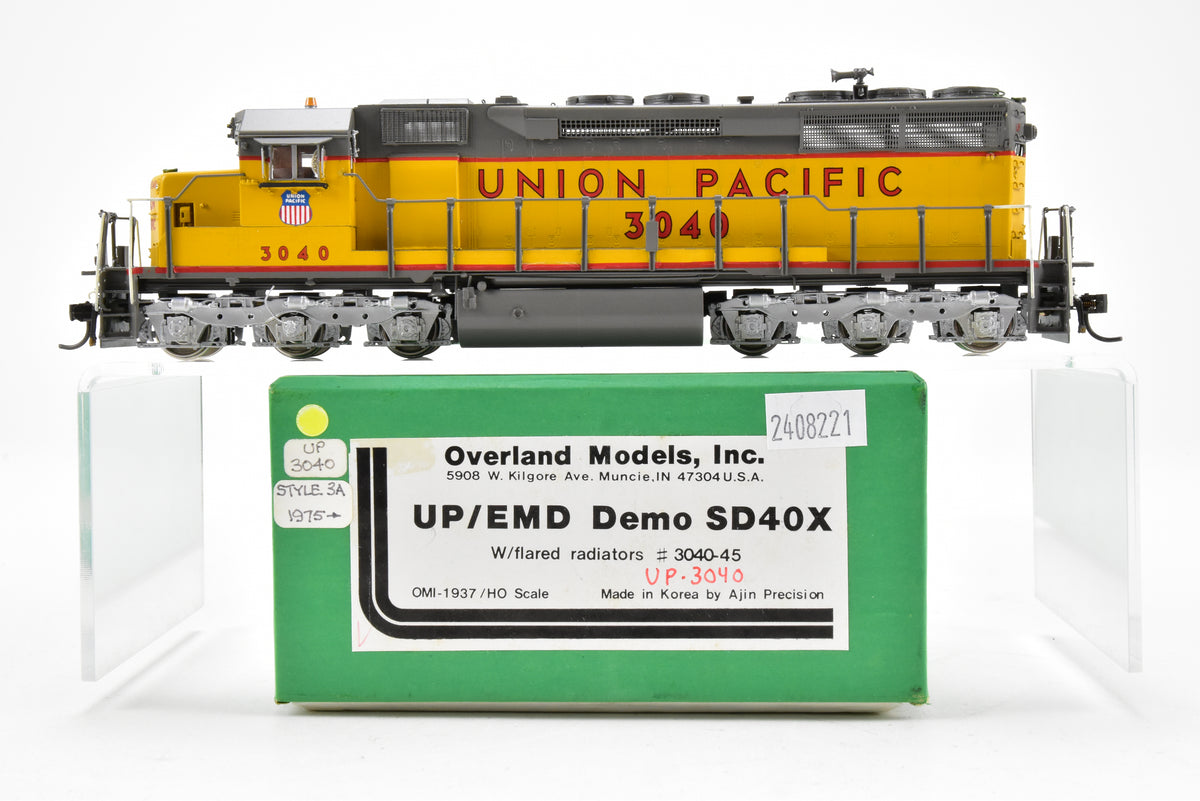 UNION PACIFIC
3040
UNION
PACIFIC
3040
2408221
UP
3040
STYLE 3A
1975→
Overland Models, Inc.
5908 W. Kilgore Ave. Muncie, IN 47304 U.S.A.
UP/EMD Demo SD40X
W/flared radiators # 3040-45
UP-3040
OMI-1937/HO Scale Made in Korea by Ajin Precision